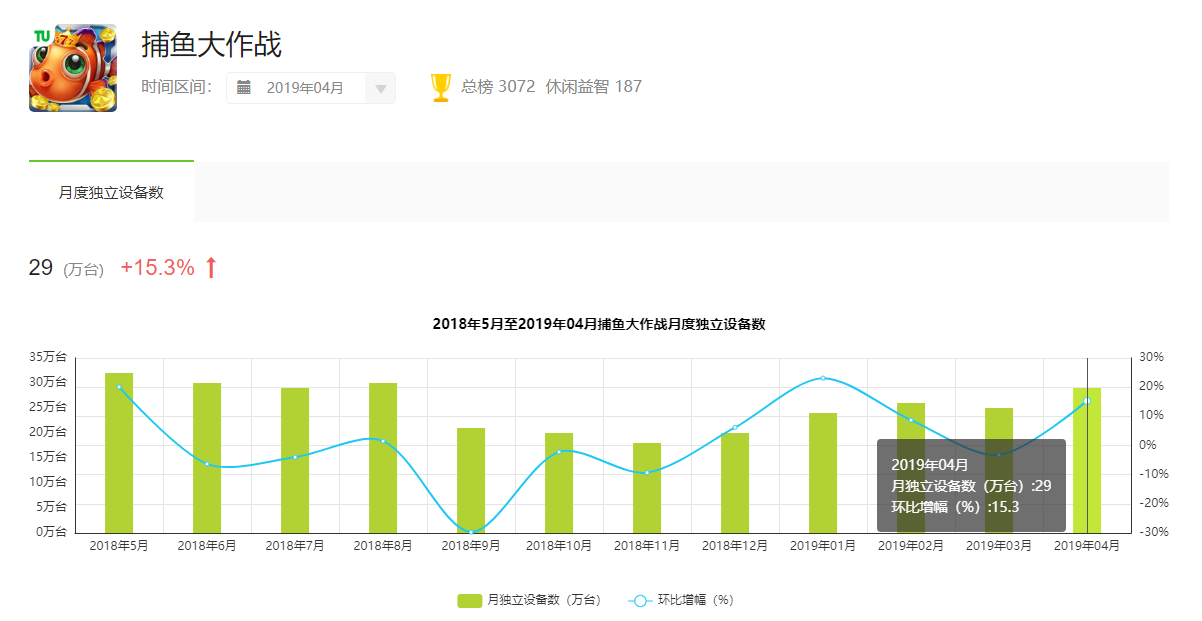 TU
捕鱼大作战
时间区间： 2019年04月 总榜 3072 休闲益智 187
月度独立设备数
29 (万台) +15.3%
2018年5月至2019年04月捕鱼大作战月度独立设备数
35万台 30%
30万台 20%
25万台 10%
20万台 0%
15万台 -10%
10万台 -20%
5万台 -30%
0万台
2019年04月
月独立设备数（万台）:29
环比增幅（%）:15.3
2018年5月 2018年6月 2018年7月 2018年8月 2018年9月 2018年10月 2018年11月 2018年12月 2019年01月 2019年02月 2019年03月 2019年04月
月独立设备数（万台） 环比增幅（%）